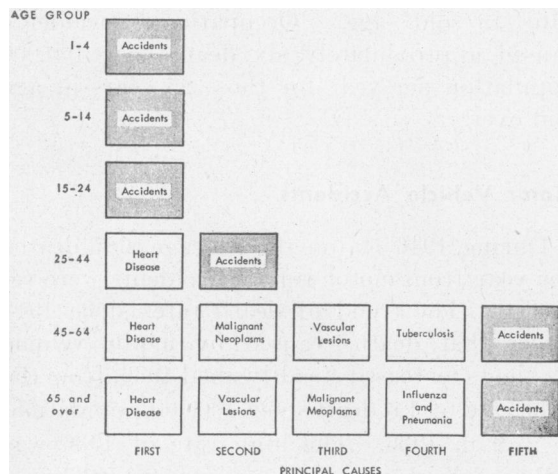 AGE GROUP
1-4 Accidents
5-14 Accidents
15-24 Accidents
25-44 Heart Disease Accidents
45-64 Heart Disease Malignant Neoplasms Vascular Lesions Tuberculosis Accidents
65 and over Heart Disease Vascular Lesions Malignant Meoplasms Influenza and Pneumonia Accidents
FIRST SECOND THIRD FOURTH FIFTH
PRINCIPAL CAUSES